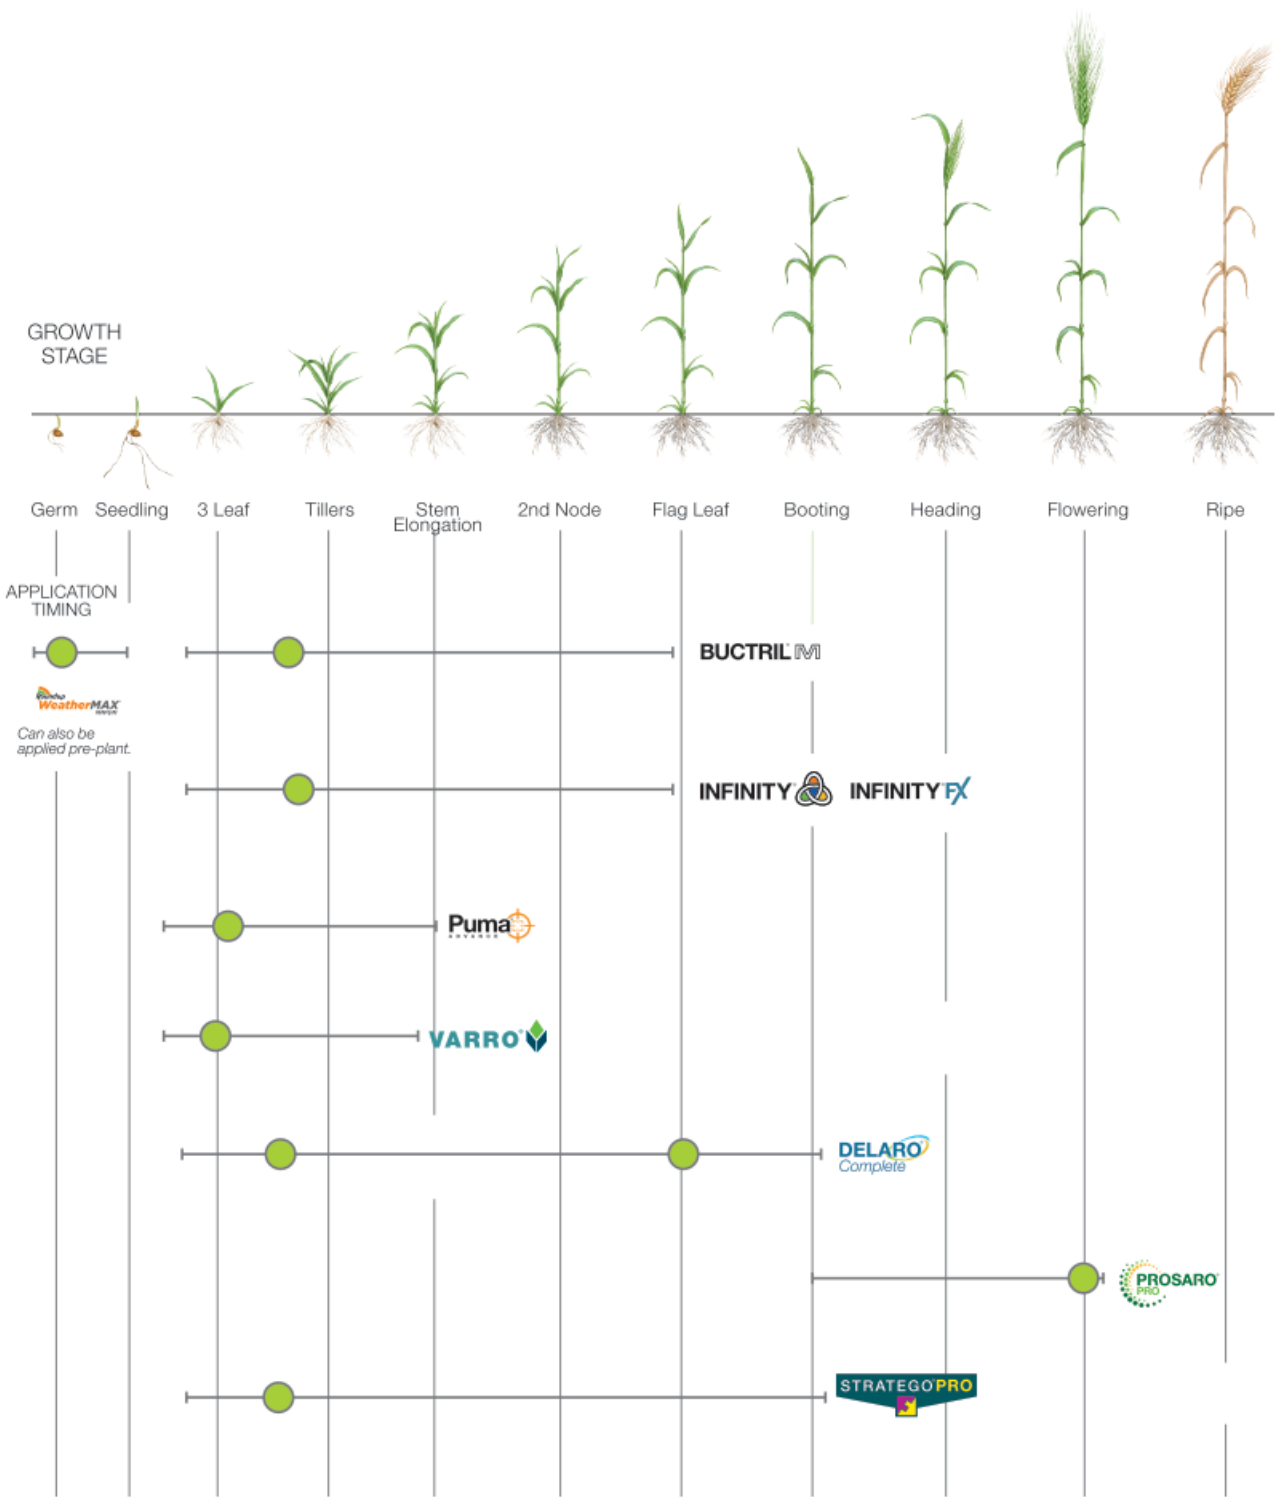 GROWTH
STAGE
Germ
Seedling
3 Leaf
Tillers
Stem
Elongation
2nd Node
Flag Leaf
Booting
Heading
Flowering
Ripe
APPLICATION
TIMING
BUCTRIL M
Roundup
WeatherMAX
Can also be
applied pre-plant.
INFINITY
INFINITY FX
Puma
ADVANCE
VARRO
DELARO
Complete
PROSARO
PRO
STRATEGO PRO